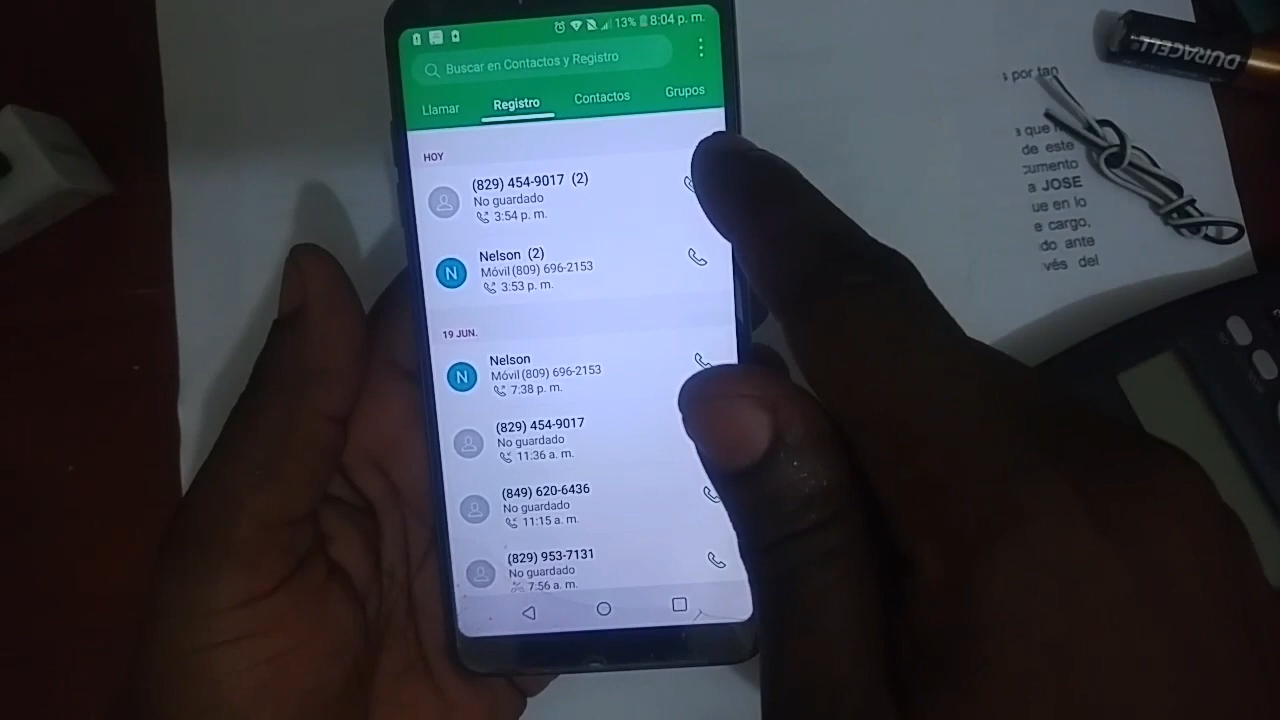 13% 8:04 p. m.
Buscar en Contactos y Registro
Llamar Registro Contactos Grupos
HOY
(829) 454-9017 (2)
No guardado
3:54 p. m.
N
Nelson (2)
Móvil (809) 696-2153
3:53 p. m.
19 JUN.
N
Nelson
Móvil (809) 696-2153
7:38 p. m.
(829) 454-9017
No guardado
11:36 a. m.
(849) 620-6436
No guardado
11:15 a. m.
(829) 953-7131
No guardado
7:56 a. m.
DURACELL
por tan
que
de este
a JOSE
ue en lo
e cargo,
do ante
vés del